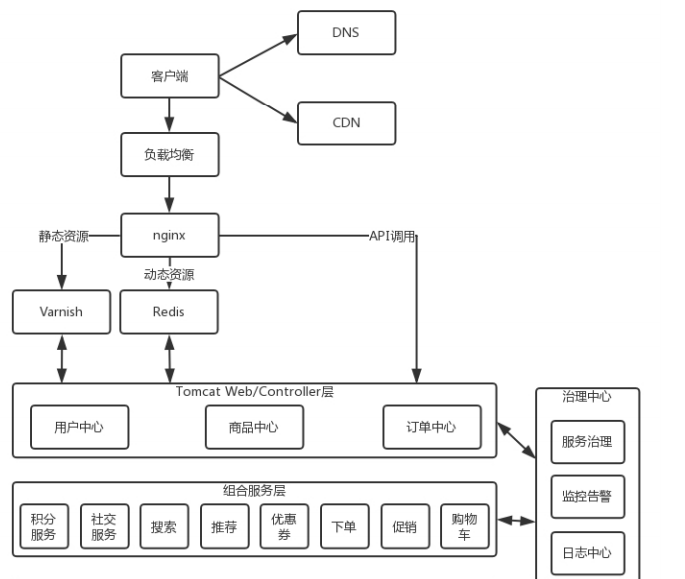 DNS
客户端
CDN
负载均衡
静态资源
nginx
API调用
动态资源
Varnish
Redis
Tomcat Web/Controller层
用户中心
商品中心
订单中心
治理中心
服务治理
监控告警
日志中心
组合服务层
积分
服务
社交
服务
搜索
推荐
优惠
券
下单
促销
购物
车